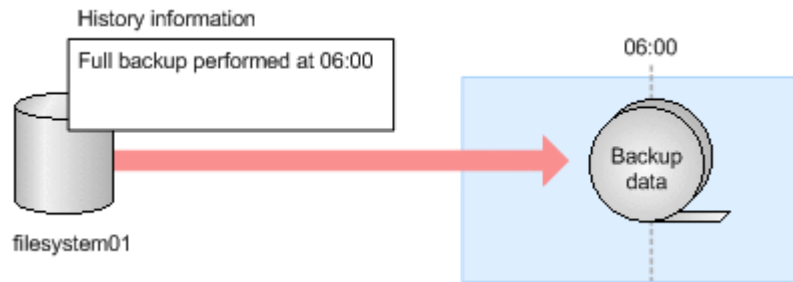 History information
Full backup performed at 06:00
06:00
Backup
data
filesystem01